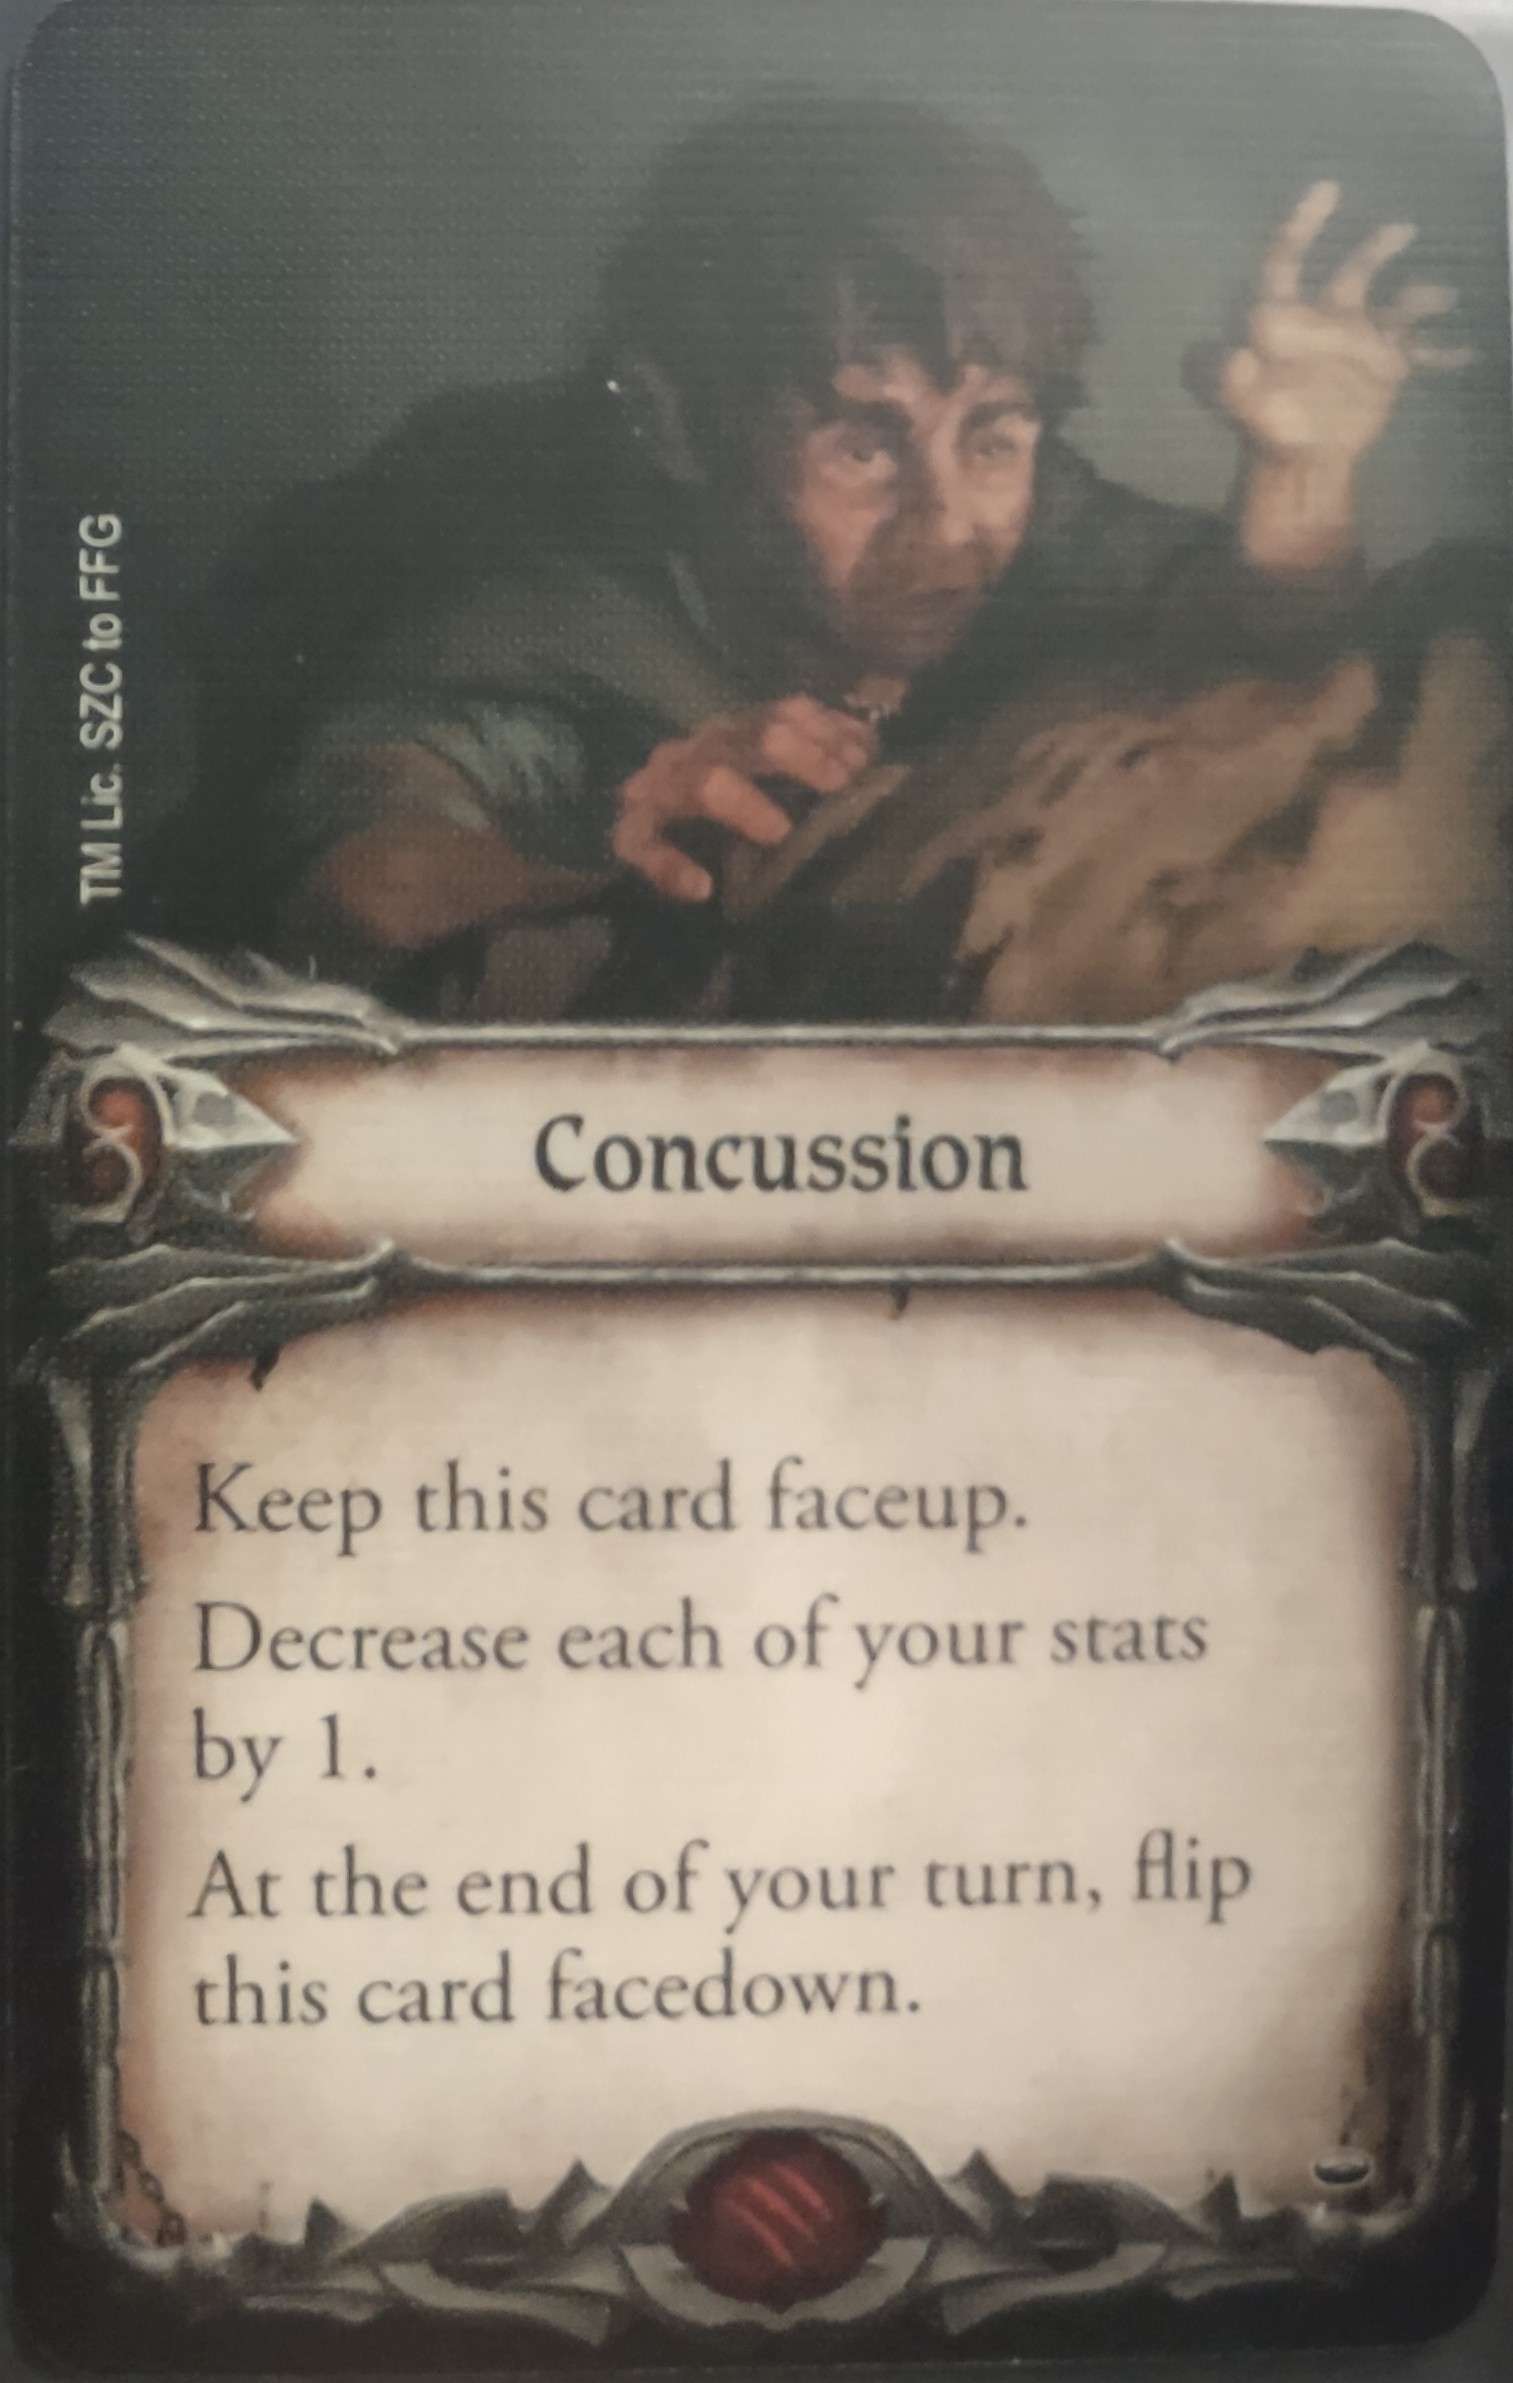 TM Lic. SZC to FFG
Concussion
Keep this card faceup.
Decrease each of your stats
by 1.
At the end of your turn, flip
this card facedown.